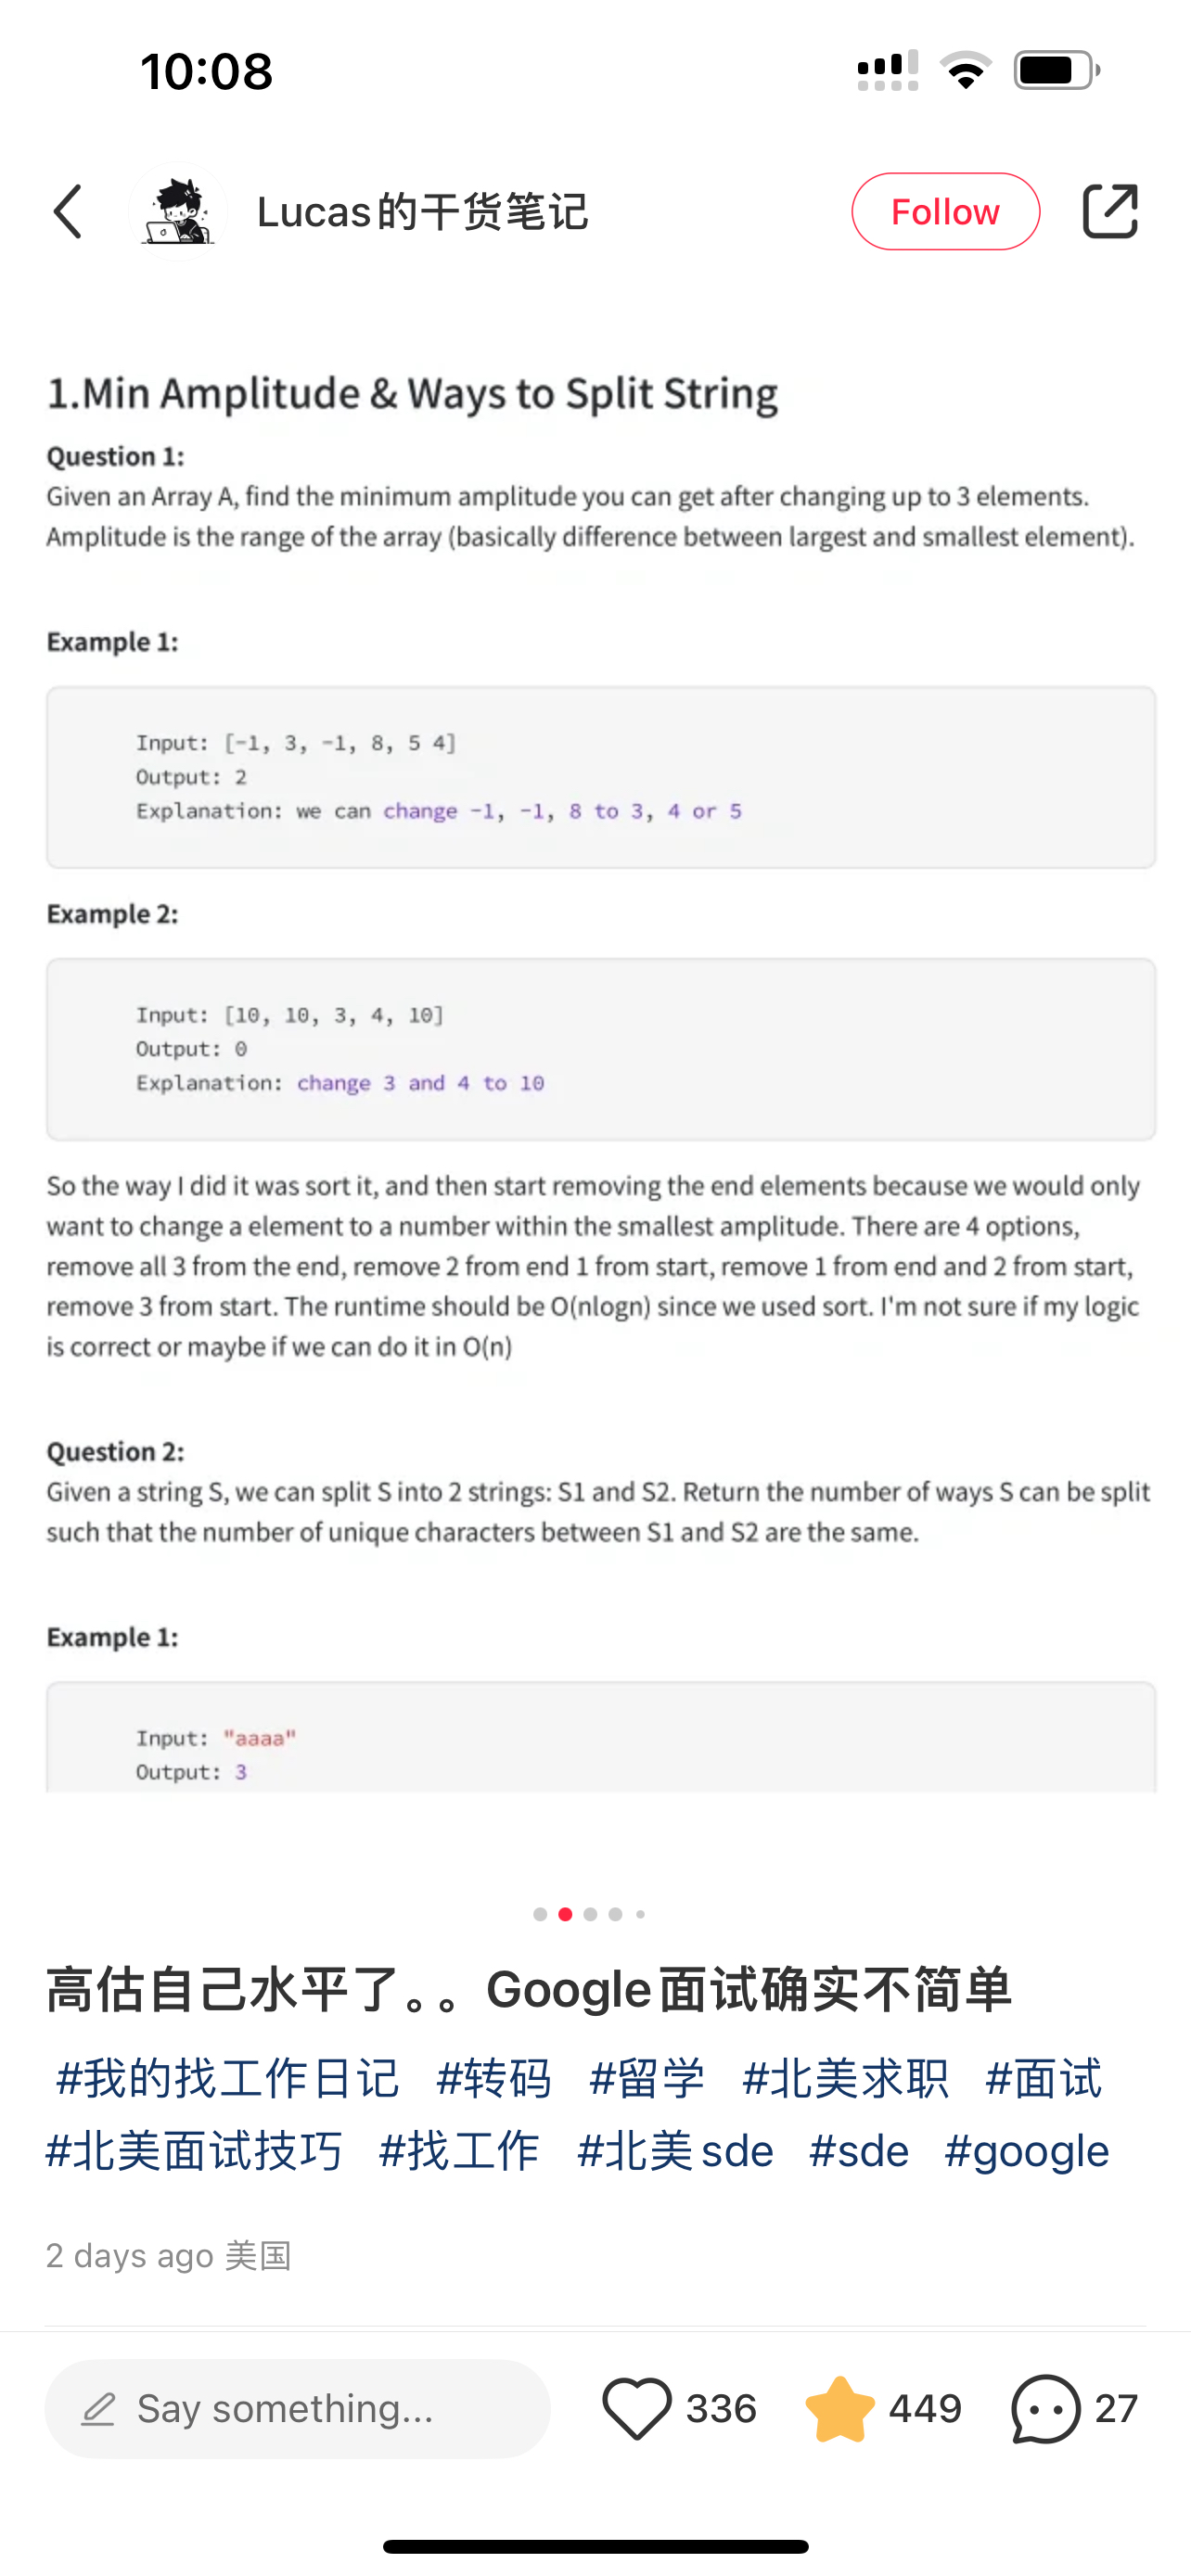 10:08
Lucas的干货笔记
Follow
1.Min Amplitude & Ways to Split String
Question 1:
Given an Array A, find the minimum amplitude you can get after changing up to 3 elements.
Amplitude is the range of the array (basically difference between largest and smallest element).
Example 1:
Input: [-1, 3, -1, 8, 5 4]
Output: 2
Explanation: we can change -1, -1, 8 to 3, 4 or 5
Example 2:
Input: [10, 10, 3, 4, 10]
Output: 0
Explanation: change 3 and 4 to 10
So the way I did it was sort it, and then start removing the end elements because we would only
want to change a element to a number within the smallest amplitude. There are 4 options,
remove all 3 from the end, remove 2 from end 1 from start, remove 1 from end and 2 from start,
remove 3 from start. The runtime should be O(nlogn) since we used sort. I'm not sure if my logic
is correct or maybe if we can do it in O(n)
Question 2:
Given a string S, we can split S into 2 strings: S1 and S2. Return the number of ways S can be split
such that the number of unique characters between S1 and S2 are the same.
Example 1:
Input: "aaaa"
Output: 3
高估自己水平了。。Google面试确实不简单
#我的找工作日记 #转码 #留学 #北美求职 #面试
#北美面试技巧 #找工作 #北美sde #sde #google
2 days ago 美国
Say something...
336
449
27